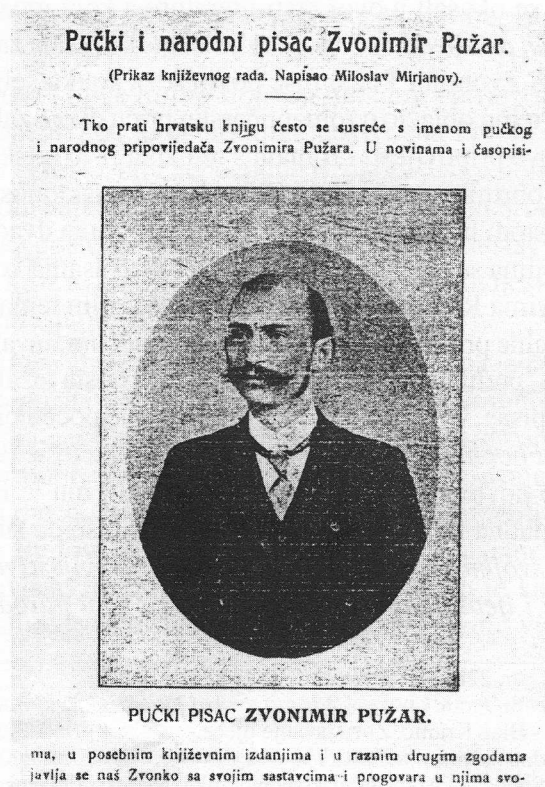 Pučki i narodni pisac Zvonimir Pužar.
(Prikaz književnog rada. Napisao Miloslav Mirjanov).
Tko prati hrvatsku knjigu često se susreće s imenom pučkog
i narodnog pripovijedača Zvonimira Pužara. U novinama i časopisi-
PUČKI PISAC ZVONIMIR PUŽAR.
ma, u posebnim književnim izdanjima i u raznim drugim zgodama
javlja se naš Zvonko sa svojim sastavcima i progovara u njima svo-